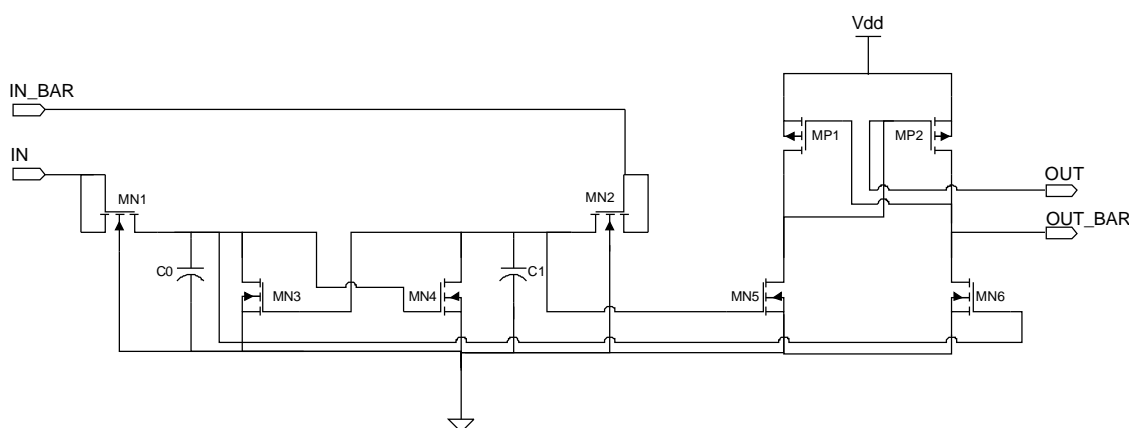 Vdd
IN_BAR
IN
MP1
MP2
OUT
MN1
MN2
OUT_BAR
C0
C1
MN3
MN4
MN5
MN6